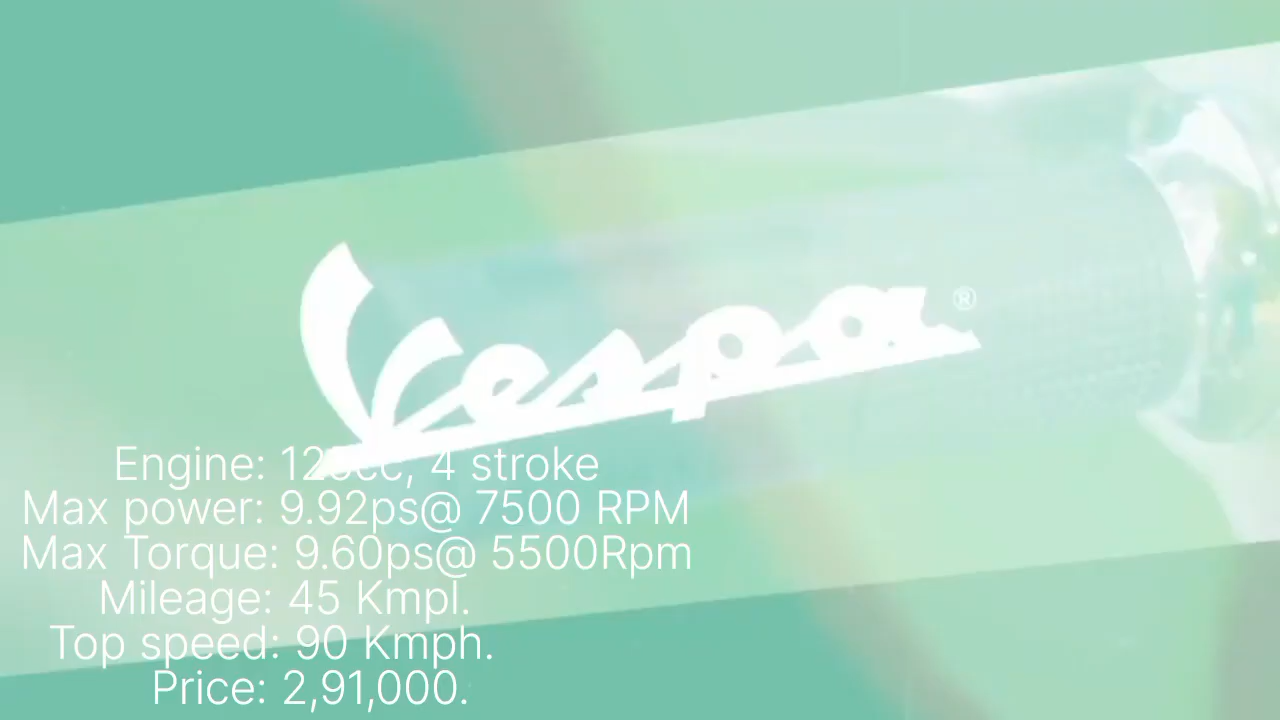 Vespa®
Engine: 125cc, 4 stroke
Max power: 9.92ps@ 7500 RPM
Max Torque: 9.60ps@ 5500Rpm
Mileage: 45 Kmpl.
Top speed: 90 Kmph.
Price: 2,91,000.